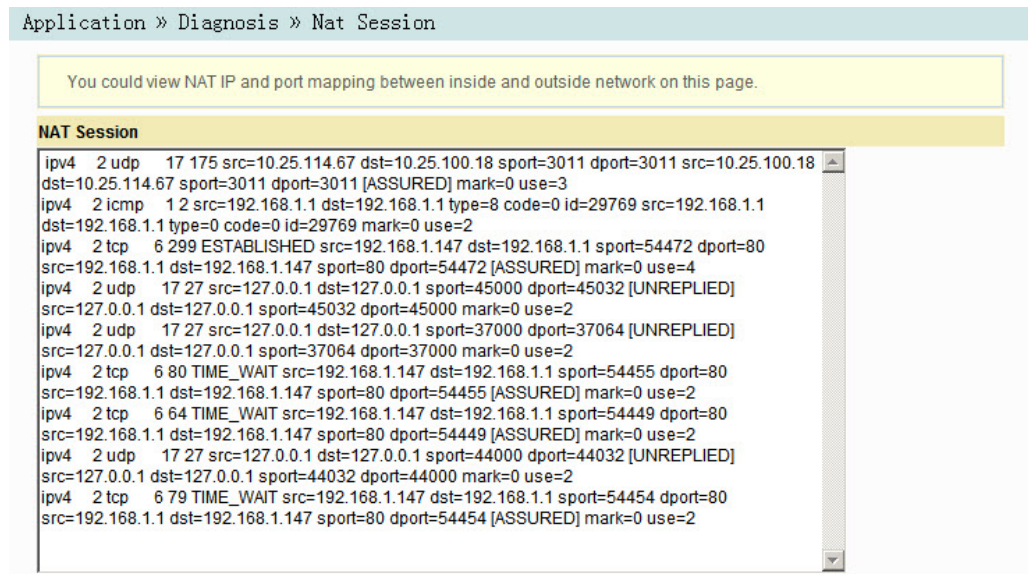 Application » Diagnosis » Nat Session
You could view NAT IP and port mapping between inside and outside network on this page.
NAT Session
ipv4 2 udp 17 175 src=10.25.114.67 dst=10.25.100.18 sport=3011 dport=3011 src=10.25.100.18
dst=10.25.114.67 sport=3011 dport=3011 [ASSURED] mark=0 use=3
ipv4 2 icmp 1 2 src=192.168.1.1 dst=192.168.1.1 type=8 code=0 id=29769 src=192.168.1.1
dst=192.168.1.1 type=0 code=0 id=29769 mark=0 use=2
ipv4 2 tcp 6 299 ESTABLISHED src=192.168.1.147 dst=192.168.1.1 sport=54472 dport=80
src=192.168.1.1 dst=192.168.1.147 sport=80 dport=54472 [ASSURED] mark=0 use=4
ipv4 2 udp 17 27 src=127.0.0.1 dst=127.0.0.1 sport=45000 dport=45032 [UNREPLIED]
src=127.0.0.1 dst=127.0.0.1 sport=45032 dport=45000 mark=0 use=2
ipv4 2 udp 17 27 src=127.0.0.1 dst=127.0.0.1 sport=37000 dport=37064 [UNREPLIED]
src=127.0.0.1 dst=127.0.0.1 sport=37064 dport=37000 mark=0 use=2
ipv4 2 tcp 6 80 TIME_WAIT src=192.168.1.147 dst=192.168.1.1 sport=54455 dport=80
src=192.168.1.1 dst=192.168.1.147 sport=80 dport=54455 [ASSURED] mark=0 use=2
ipv4 2 tcp 6 64 TIME_WAIT src=192.168.1.147 dst=192.168.1.1 sport=54449 dport=80
src=192.168.1.1 dst=192.168.1.147 sport=80 dport=54449 [ASSURED] mark=0 use=2
ipv4 2 udp 17 27 src=127.0.0.1 dst=127.0.0.1 sport=44000 dport=44032 [UNREPLIED]
src=127.0.0.1 dst=127.0.0.1 sport=44032 dport=44000 mark=0 use=2
ipv4 2 tcp 6 79 TIME_WAIT src=192.168.1.147 dst=192.168.1.1 sport=54454 dport=80
src=192.168.1.1 dst=192.168.1.147 sport=80 dport=54454 [ASSURED] mark=0 use=2